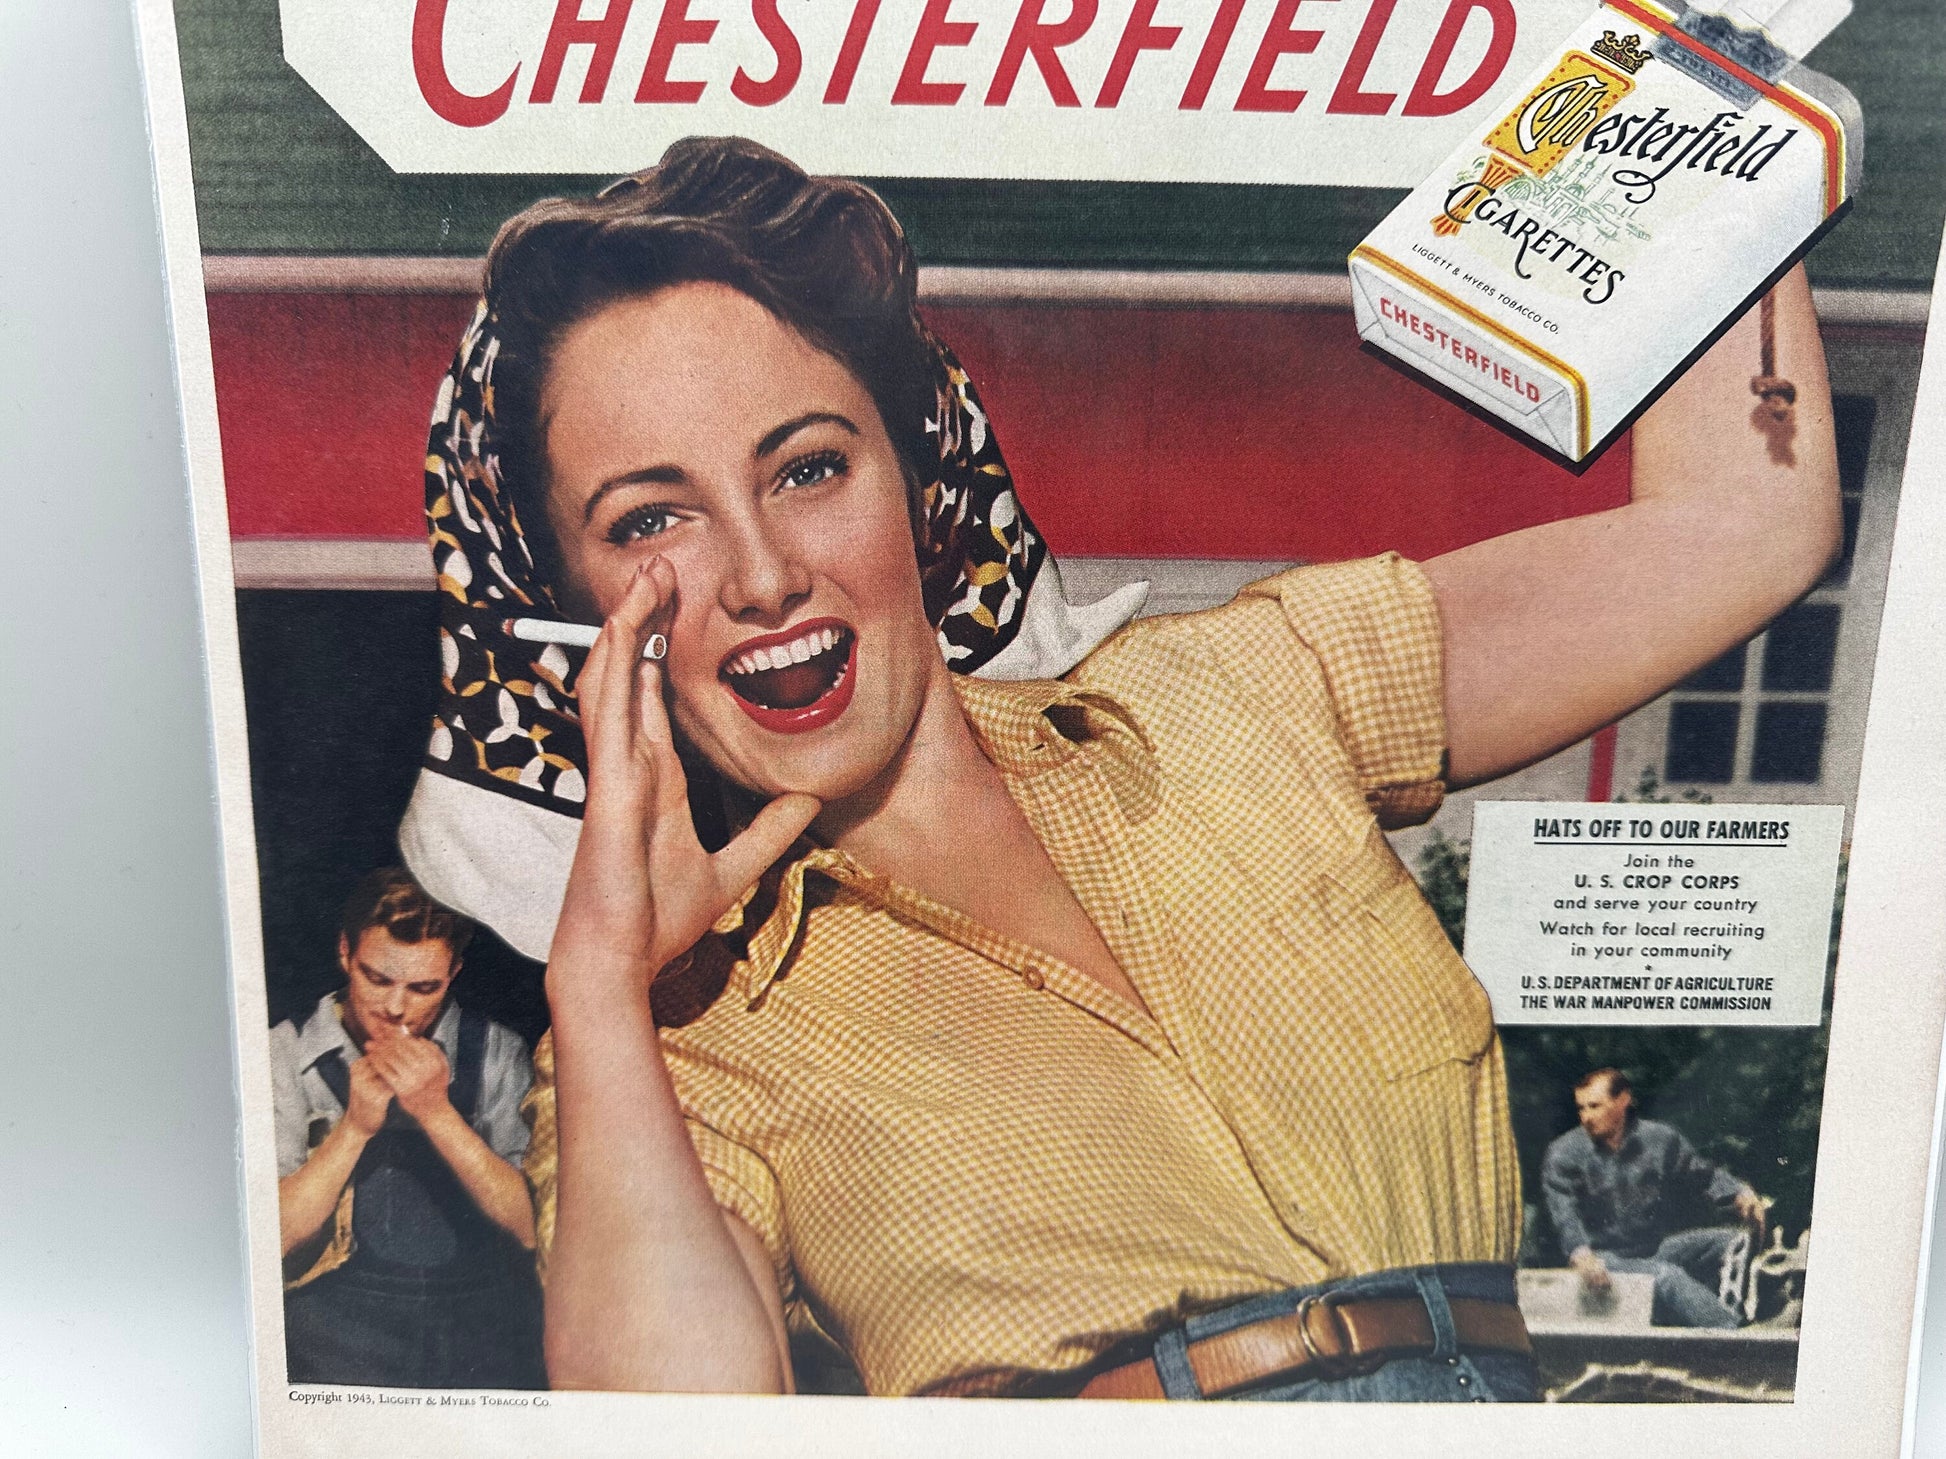 CHESTERFIELD
Chesterfield
CIGARETTES
LIGGETT & MYERS TOBACCO CO.
CHESTERFIELD
HATS OFF TO OUR FARMERS
Join the
U. S. CROP CORPS
and serve your country
Watch for local recruiting
in your community
*
U.S. DEPARTMENT OF AGRICULTURE
THE WAR MANPOWER COMMISSION
Copyright 1943, LIGGETT & MYERS TOBACCO CO.